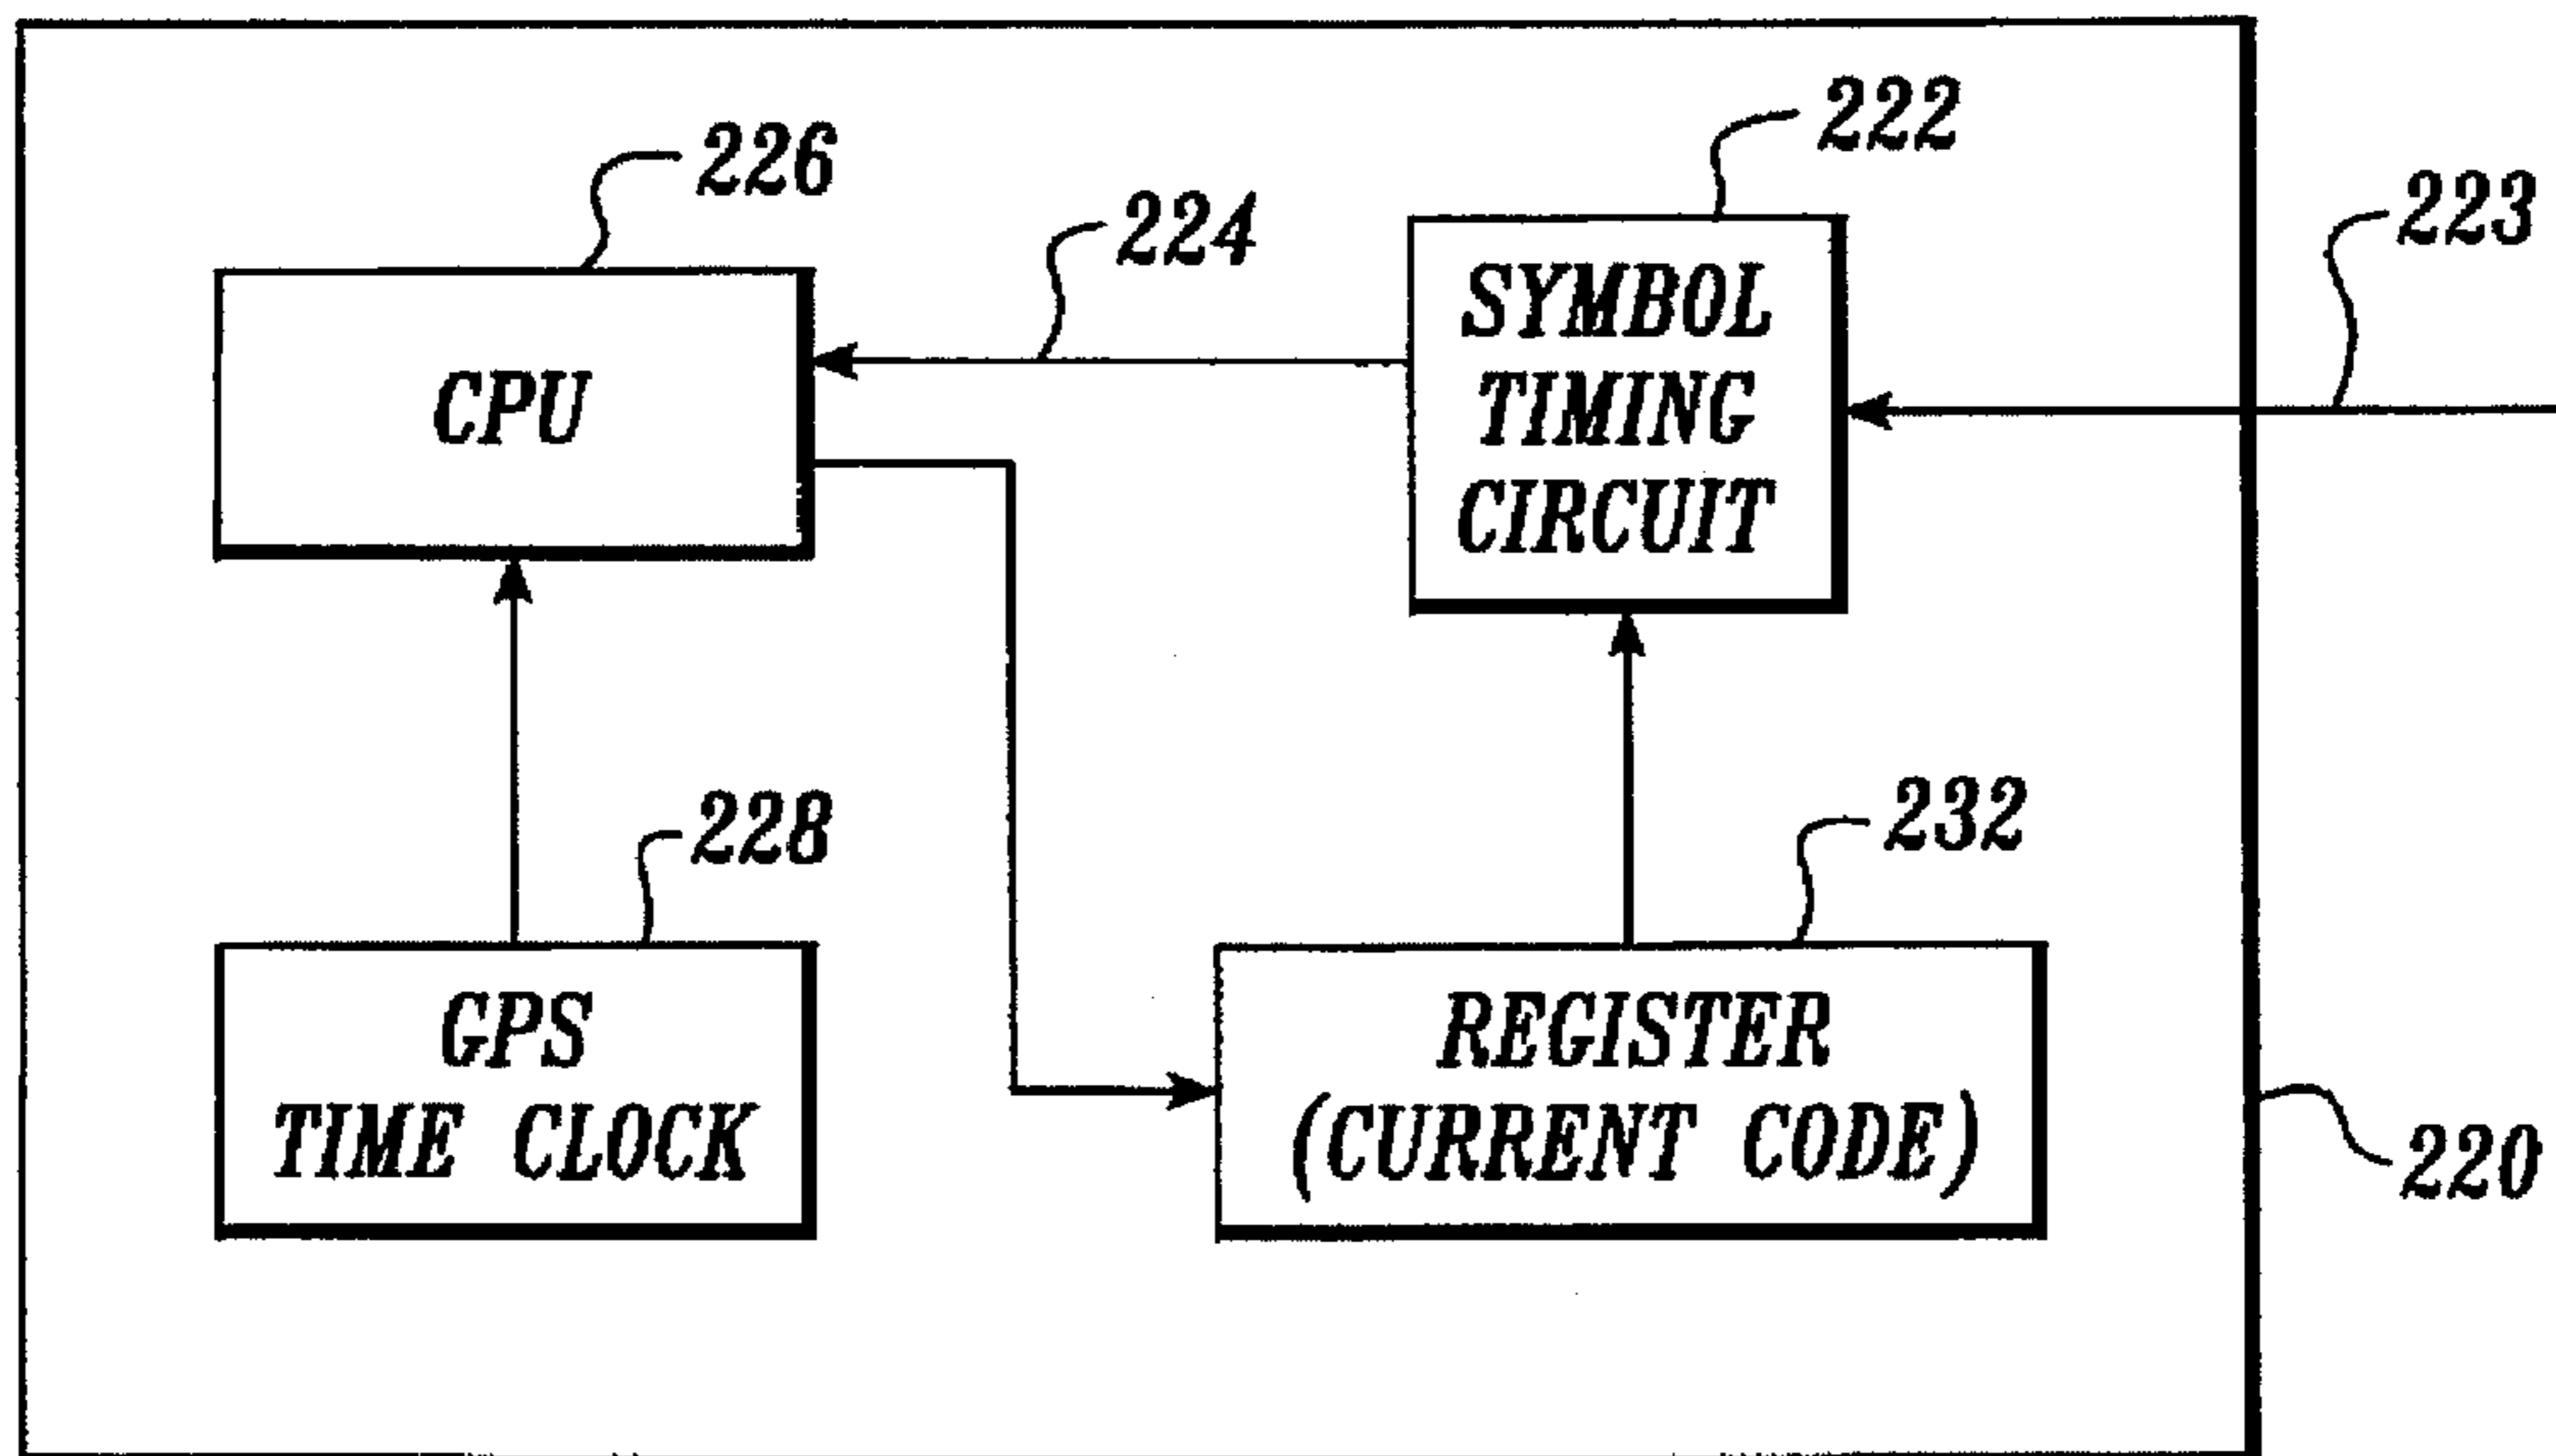 226
222
224
223
CPU
SYMBOL
TIMING
CIRCUIT
228
232
GPS
TIME CLOCK
REGISTER
(CURRENT CODE)
220